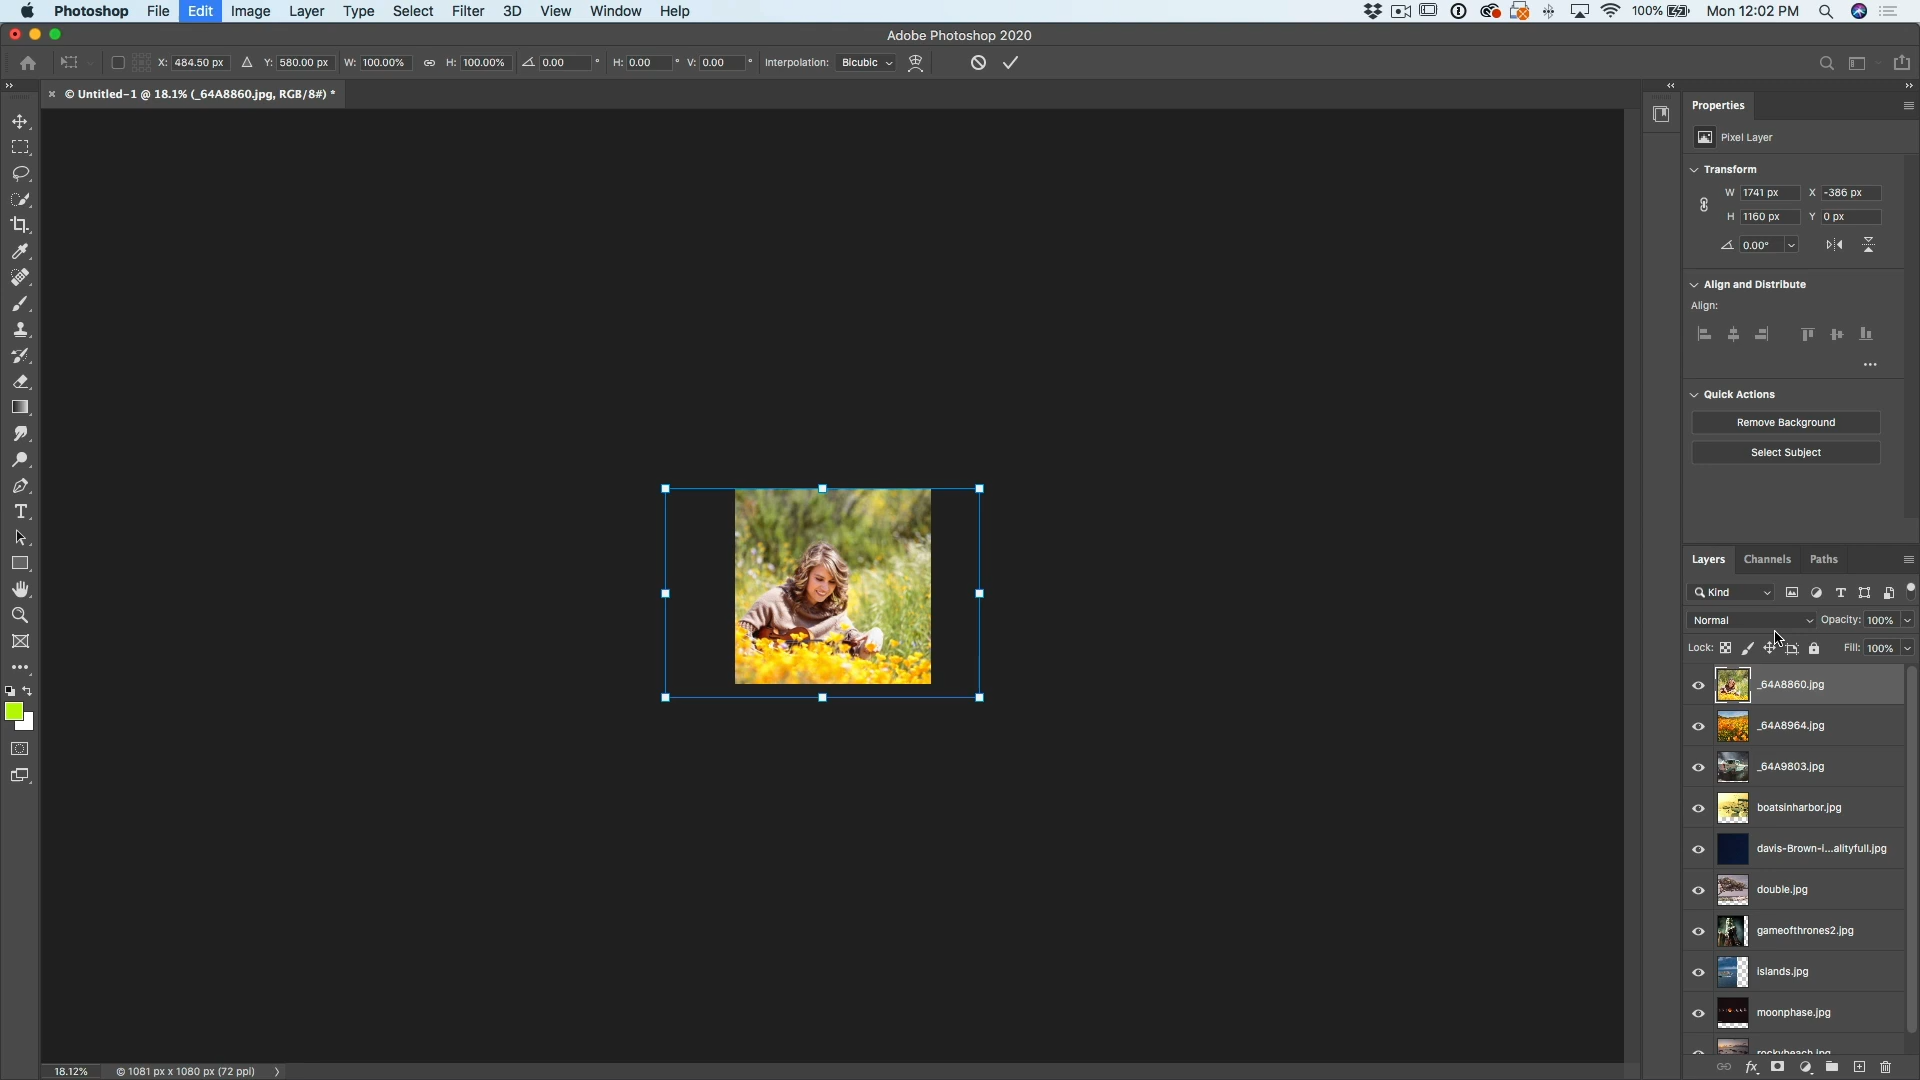 Photoshop File Edit Image Layer Type Select Filter 3D View Window Help 100% Mon 12:02 PM
Adobe Photoshop 2020
X: 484.50 px Y: 580.00 px W: 100.00% H: 100.00% 0.00 ° H: 0.00 ° V: 0.00 ° Interpolation: Bicubic
× © Untitled-1 @ 18.1% (_64A8860.jpg, RGB/8#) *
Properties
Pixel Layer
Transform
W 1741 px X -386 px
H 1160 px Y 0 px
0.00°
Align and Distribute
Align:
Quick Actions
Remove Background
Select Subject
Layers Channels Paths
Kind
Normal Opacity: 100%
Lock: Fill: 100%
_64A8860.jpg
_64A8964.jpg
_64A9803.jpg
boatsinharbor.jpg
davis-Brown-i...alityfull.jpg
double.jpg
gameofthrones2.jpg
islands.jpg
moonphase.jpg
rockybeach.jpg
18.12% © 1081 px x 1080 px (72 ppi)